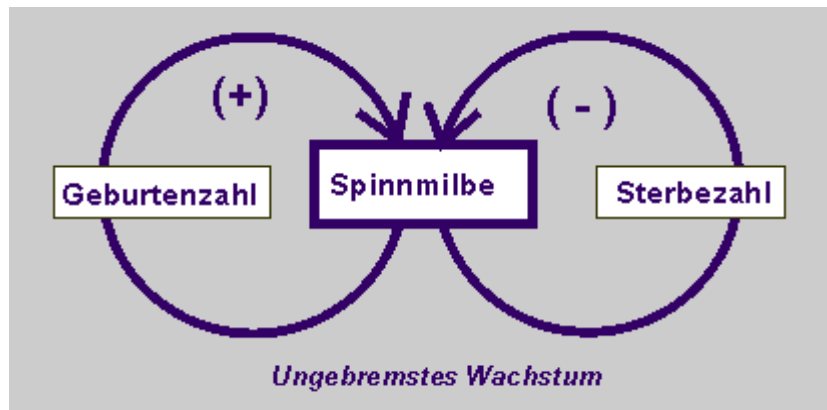 (+)
( - )
Geburtenzahl
Spinnmilbe
Sterbezahl
Ungebremstes Wachstum